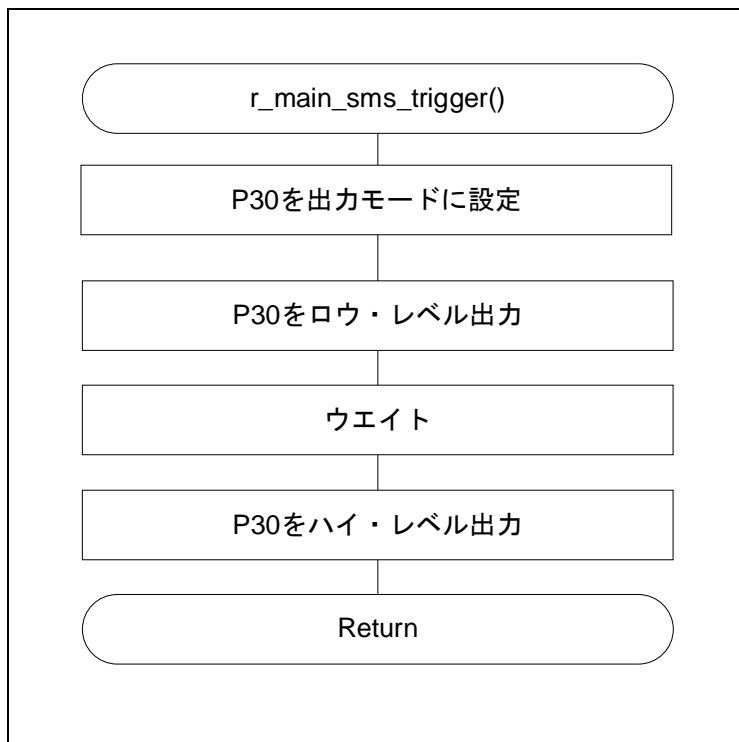 r_main_sms_trigger()
P30を出力モードに設定
P30をロウ・レベル出力
ウエイト
P30をハイ・レベル出力
Return